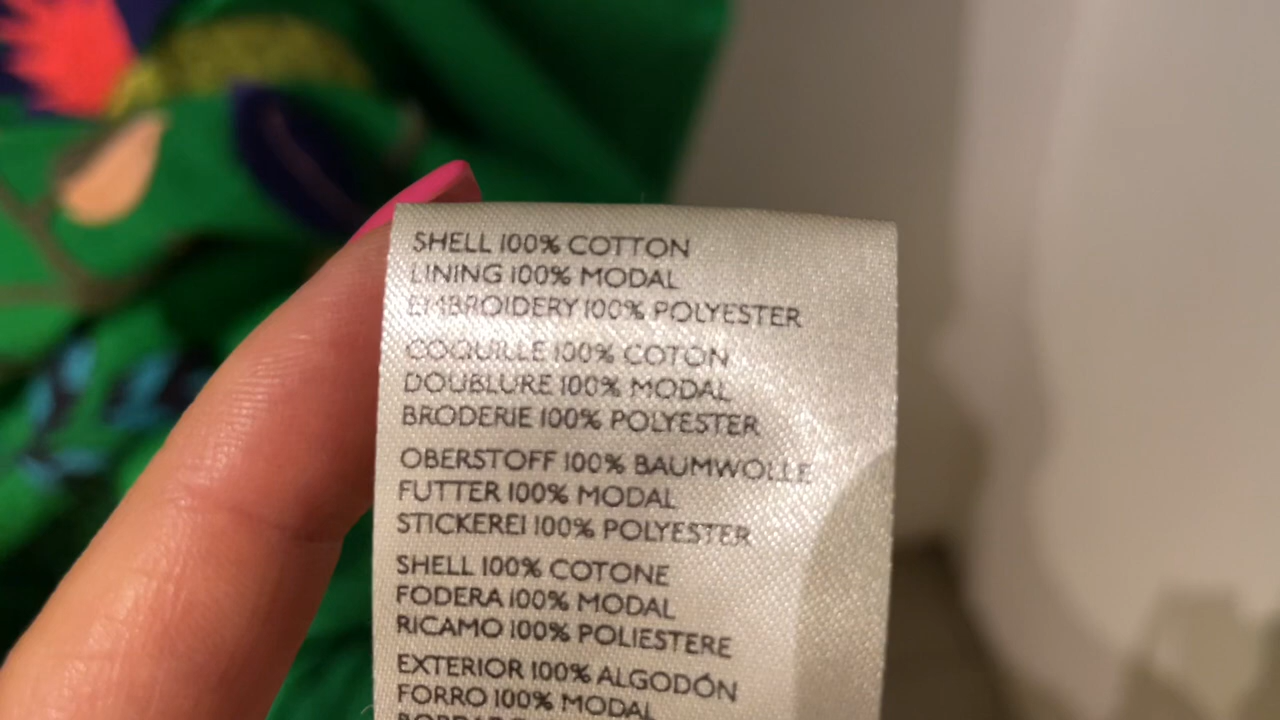 SHELL 100% COTTON
LINING 100% MODAL
EMBROIDERY 100% POLYESTER
COQUILLE 100% COTON
DOUBLURE 100% MODAL
BRODERIE 100% POLYESTER
OBERSTOFF 100% BAUMWOLLE
FUTTER 100% MODAL
STICKEREI 100% POLYESTER
SHELL 100% COTONE
FODERA 100% MODAL
RICAMO 100% POLIESTERE
EXTERIOR 100% ALGODÓN
FORRO 100% MODAL